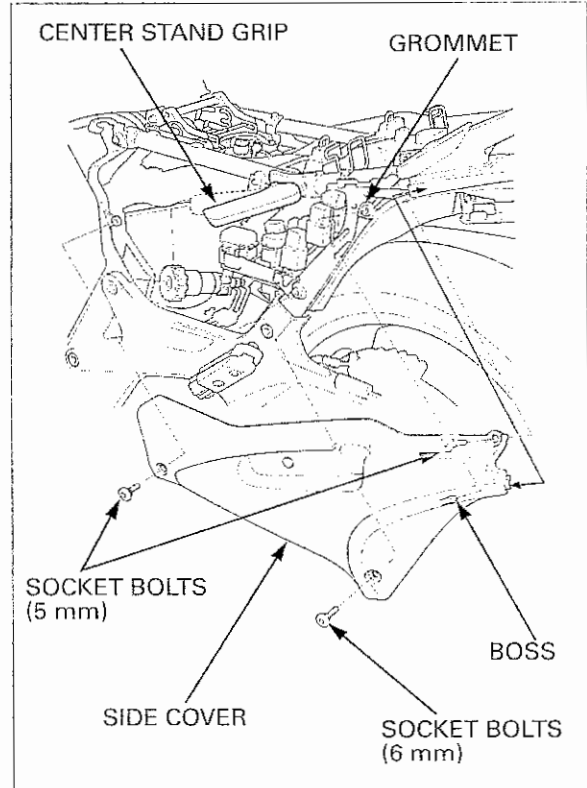 CENTER STAND GRIP
GROMMET
SOCKET BOLTS
(5 mm)
BOSS
SIDE COVER
SOCKET BOLTS
(6 mm)